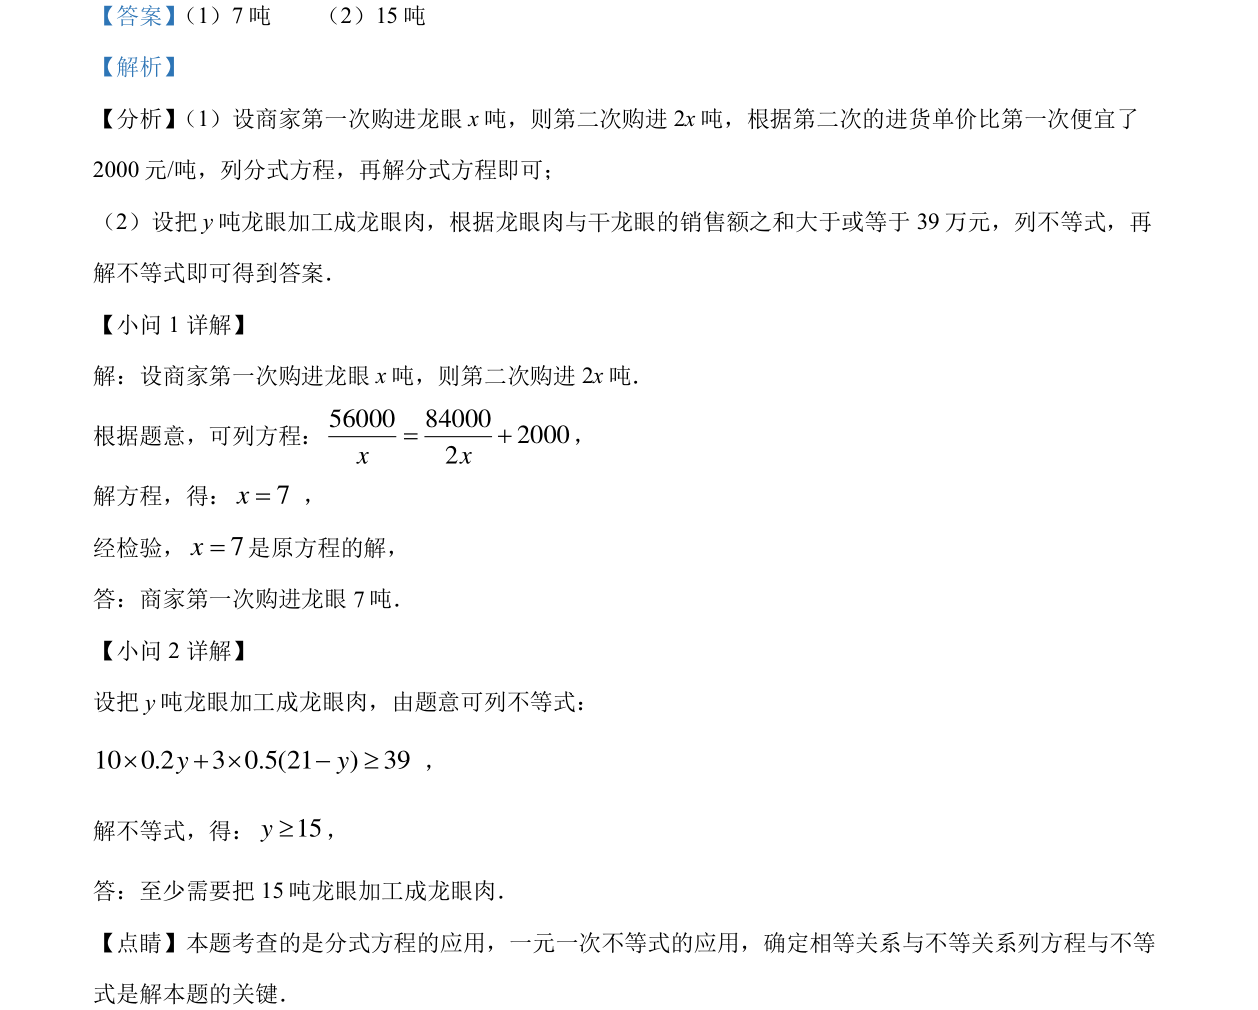 【答案】（1）7 吨　　（2）15 吨
【解析】
【分析】（1）设商家第一次购进龙眼 x 吨，则第二次购进 2x 吨，根据第二次的进货单价比第一次便宜了
2000 元/吨，列分式方程，再解分式方程即可；
（2）设把 y 吨龙眼加工成龙眼肉，根据龙眼肉与干龙眼的销售额之和大于或等于 39 万元，列不等式，再
解不等式即可得到答案．
【小问 1 详解】
解：设商家第一次购进龙眼 x 吨，则第二次购进 2x 吨．
根据题意，可列方程：56000/x = 84000/2x + 2000，
解方程，得：x = 7 ，
经检验，x = 7 是原方程的解，
答：商家第一次购进龙眼 7 吨．
【小问 2 详解】
设把 y 吨龙眼加工成龙眼肉，由题意可列不等式：
10×0.2y + 3×0.5(21 − y) ≥ 39 ，
解不等式，得：y ≥ 15，
答：至少需要把 15 吨龙眼加工成龙眼肉．
【点睛】本题考查的是分式方程的应用，一元一次不等式的应用，确定相等关系与不等关系列方程与不等
式是解本题的关键．